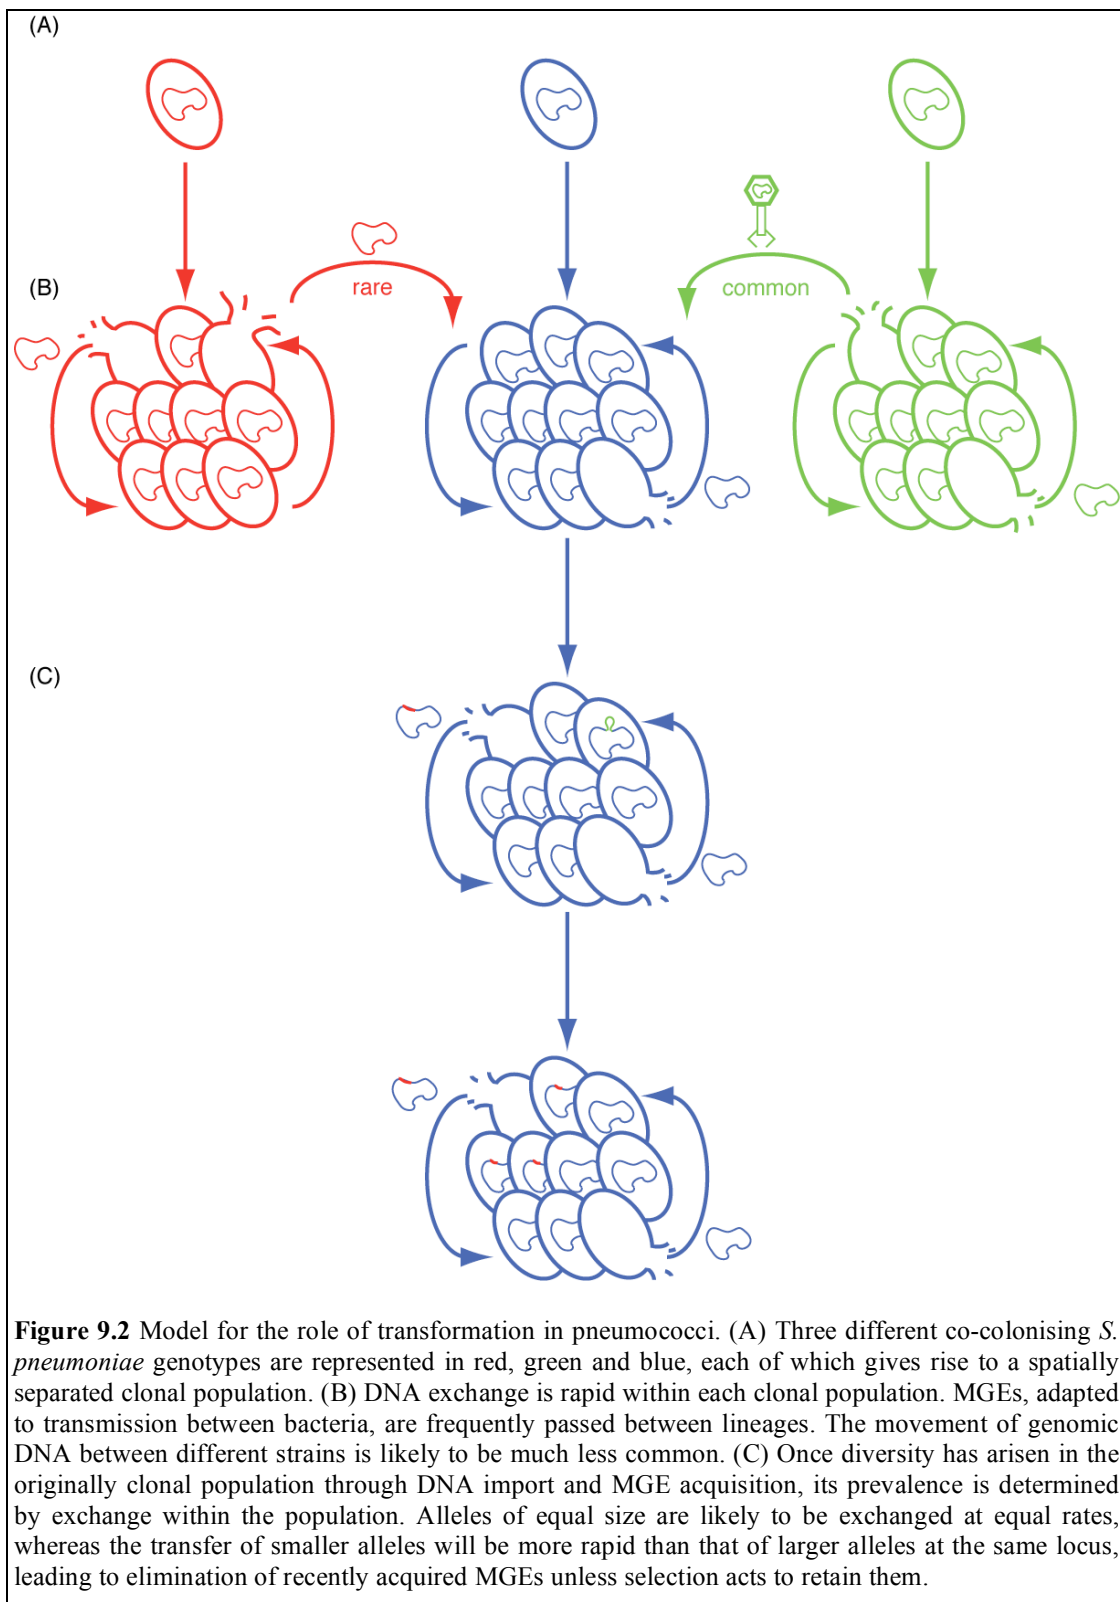 (A)
rare
common
(B)
(C)
Figure 9.2 Model for the role of transformation in pneumococci. (A) Three different co-colonising S.
pneumoniae genotypes are represented in red, green and blue, each of which gives rise to a spatially
separated clonal population. (B) DNA exchange is rapid within each clonal population. MGEs, adapted
to transmission between bacteria, are frequently passed between lineages. The movement of genomic
DNA between different strains is likely to be much less common. (C) Once diversity has arisen in the
originally clonal population through DNA import and MGE acquisition, its prevalence is determined
by exchange within the population. Alleles of equal size are likely to be exchanged at equal rates,
whereas the transfer of smaller alleles will be more rapid than that of larger alleles at the same locus,
leading to elimination of recently acquired MGEs unless selection acts to retain them.